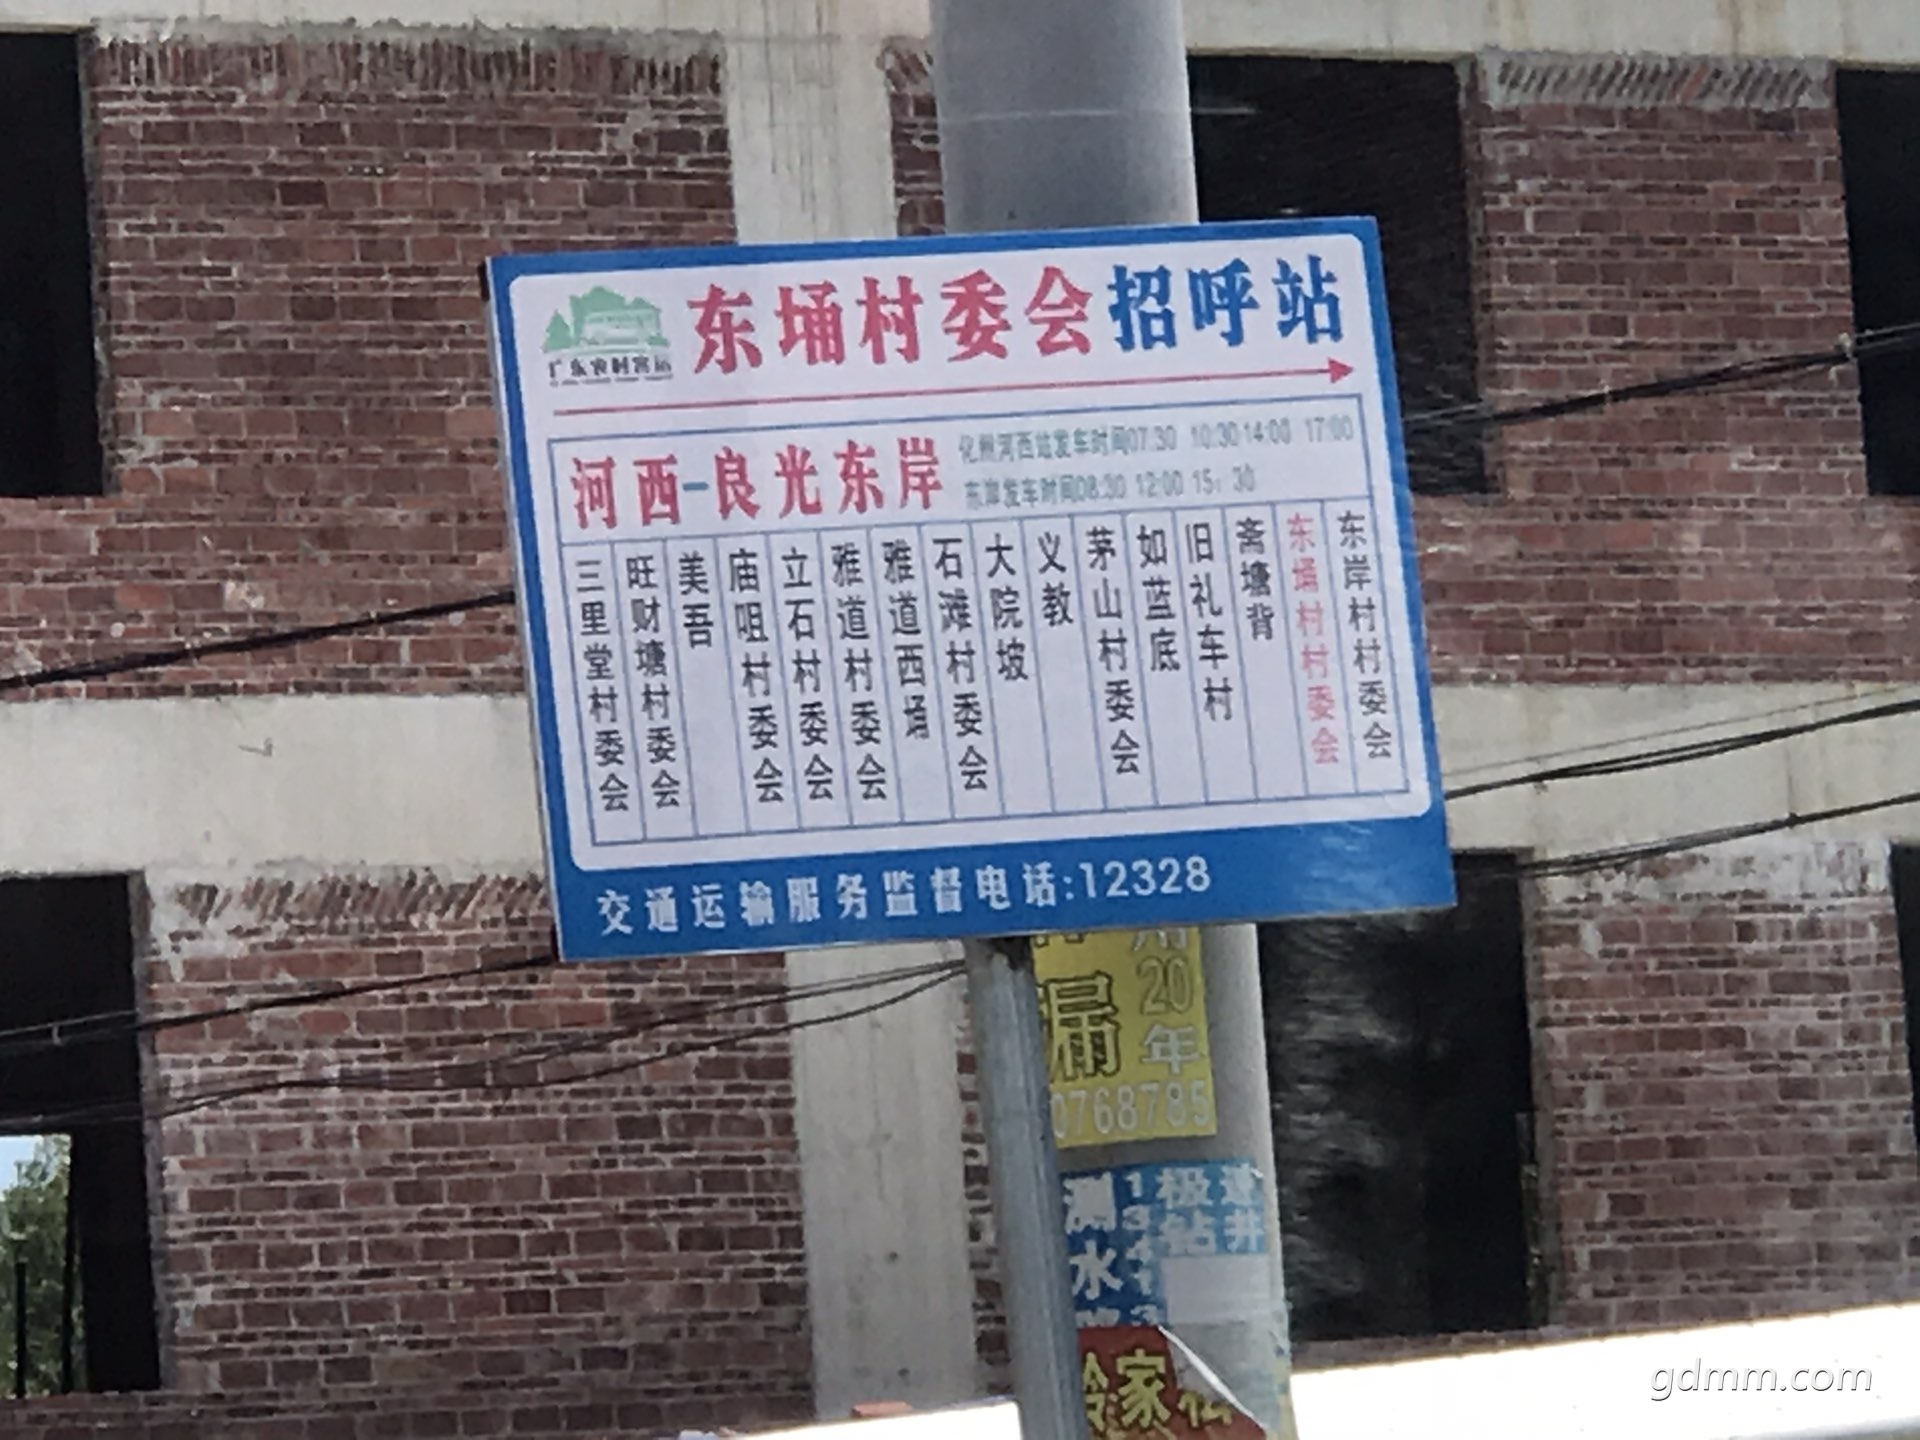 东埇村委会招呼站
广东农村客运
河西-良光东岸
化州河西站发车时间07:30 10:30 14:00 17:00
东岸发车时间08:30 12:00 15：30
三里堂村委会
旺财塘村委会
美吾
庙咀村委会
立石村委会
雅道村委会
雅道西埇
石滩村委会
大院坡
义教
茅山村委会
如蓝底
旧礼车村
斋塘背
东埇村村委会
东岸村村委会
交通运输服务监督电话:12328
漏
20
年
0768785
测
水
极速
钻井
家
gdmm.com